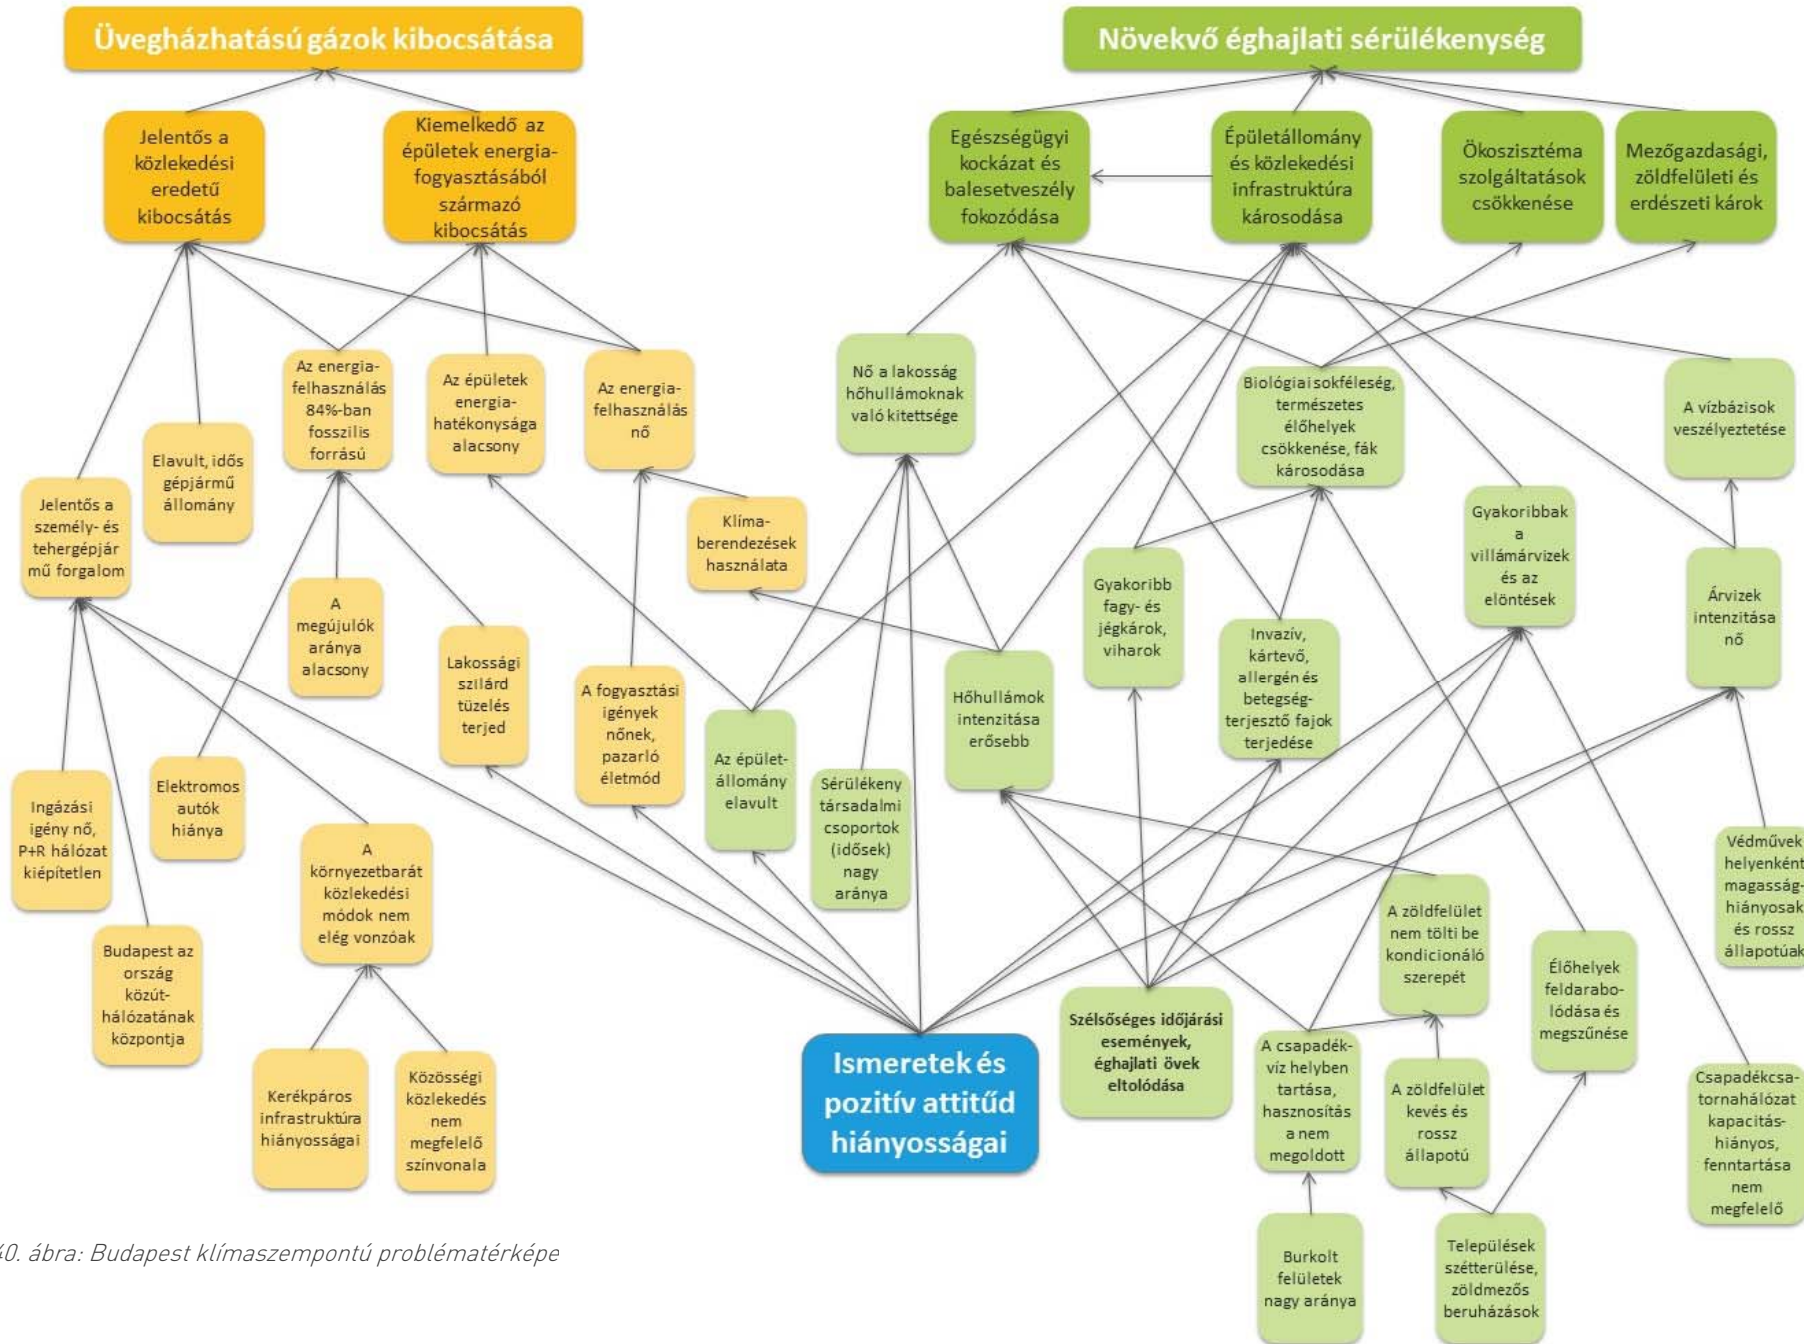 Üvegházhatású gázok kibocsátása
Növekvő éghajlati sérülékenység
Jelentős a
közlekedési
eredetű
kibocsátás
Kiemelkedő az
épületek energia-
fogyasztásából
származó
kibocsátás
Egészségügyi
kockázat és
balesetveszély
fokozódása
Épületállomány
és közlekedési
infrastruktúra
károsodása
Ökoszisztéma
szolgáltatások
csökkenése
Mezőgazdasági,
zöldfelületi és
erdészeti károk
Az energia-
felhasználás
84%-ban
fosszilis
forrású
Az épületek
energia-
hatékonysága
alacsony
Az energia-
felhasználás
nő
Nő a lakosság
hőhullámoknak
való kitettsége
Biológiai sokféleség,
természetes
élőhelyek
csökkenése, fák
károsodása
A vízbázisok
veszélyeztetése
Elavult, idős
gépjármű
állomány
Jelentős a
személy- és
tehergépjár
mű forgalom
Klíma-
berendezések
használata
Gyakoribbak
a
villámárvizek
és az
elöntések
Gyakoribb
fagy- és
jégkárok,
viharok
Árvizek
intenzitása
nő
A
megújulók
aránya
alacsony
Lakossági
szilárd
tüzelés
terjed
A fogyasztási
igények
nőnek,
pazarló
életmód
Invazív,
kártevő,
allergén és
betegség-
terjesztő fajok
terjedése
Hőhullámok
intenzitása
erősebb
Az épület-
állomány
elavult
Sérülékeny
társadalmi
csoportok
(idősek)
nagy
aránya
Ingázási
igény nő,
P+R hálózat
kiépítetlen
Elektromos
autók
hiánya
A
környezetbarát
közlekedési
módok nem
elég vonzóak
Védművek
helyenként
magasság-
hiányosak
és rossz
állapotúak
A zöldfelület
nem tölti be
kondicionáló
szerepét
Élőhelyek
feldarabo-
lódása és
megszűnése
Budapest az
ország
közút-
hálózatának
központja
Szélsőséges időjárási
események,
éghajlati övek
eltolódása
Ismeretek és
pozitív attitűd
hiányosságai
A csapadék-
víz helyben
tartása,
hasznosítás
a nem
megoldott
A zöldfelület
kevés és
rossz
állapotú
Csapadékcsa-
tornahálózat
kapacitás-
hiányos,
fenntartása
nem
megfelelő
Kerékpáros
infrastruktúra
hiányosságai
Közösségi
közlekedés
nem
megfelelő
színvonala
Burkolt
felületek
nagy aránya
Települések
szétterülése,
zöldmezős
beruházások
40. ábra: Budapest klímaszempontú problématérképe